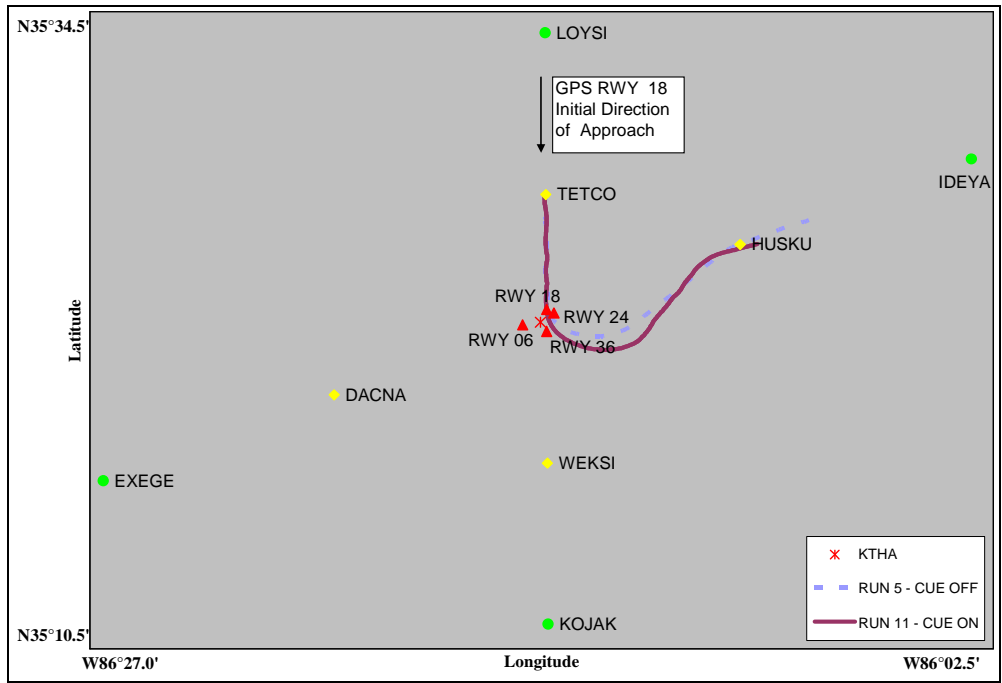 N35°34.5'
LOYSI
GPS RWY 18
Initial Direction
of Approach
IDEYA
TETCO
HUSKU
RWY 18
RWY 24
RWY 06
RWY 36
Latitude
DACNA
WEKSI
EXEGE
KTHA
RUN 5 - CUE OFF
RUN 11 - CUE ON
KOJAK
N35°10.5'
W86°27.0'
Longitude
W86°02.5'